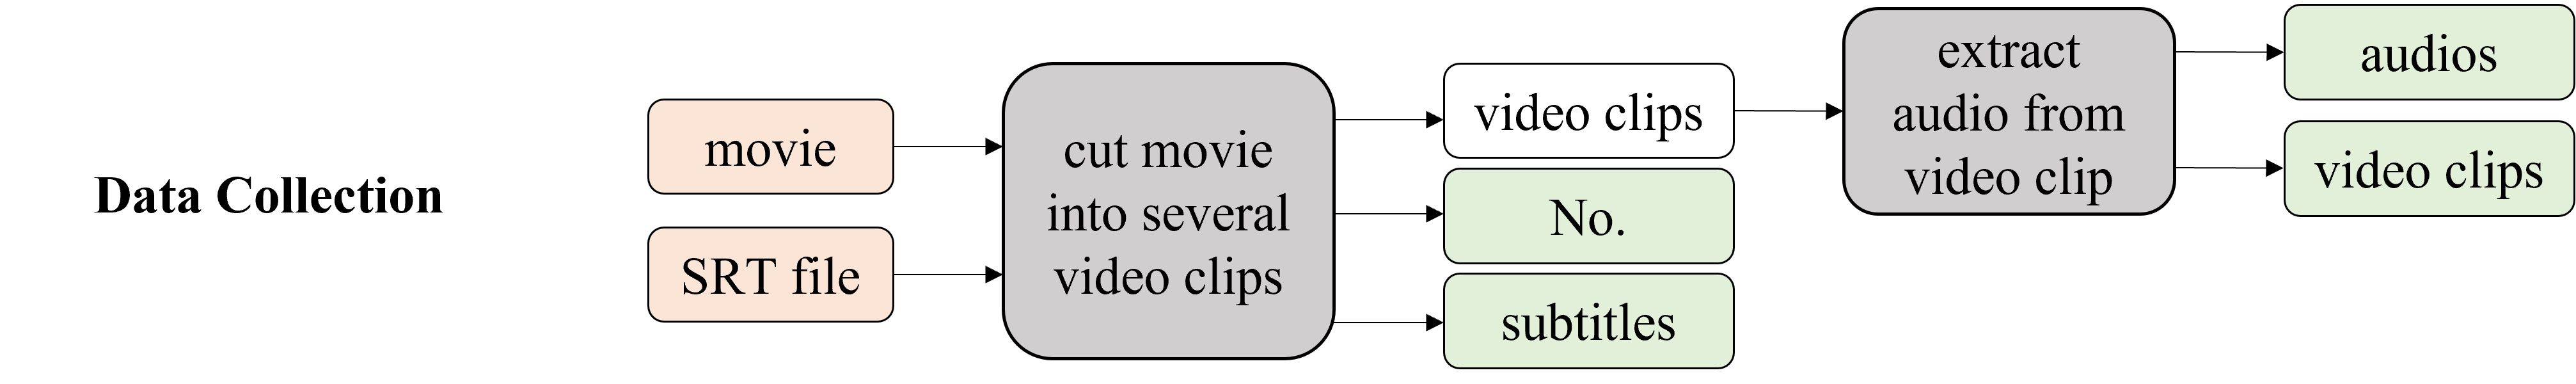 Data Collection
movie
SRT file
cut movie
into several
video clips
video clips
No.
subtitles
extract
audio from
video clip
audios
video clips